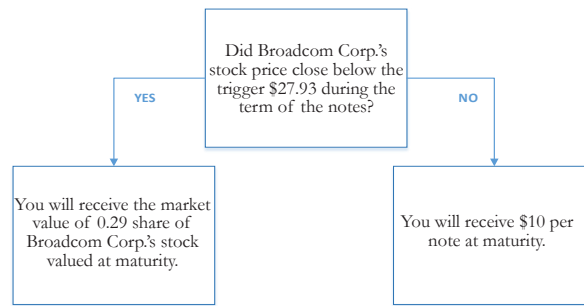 Did Broadcom Corp.'s
stock price close below the
trigger $27.93 during the
term of the notes?
YES
NO
You will receive the market
value of 0.29 share of
Broadcom Corp.'s stock
valued at maturity.
You will receive $10 per
note at maturity.